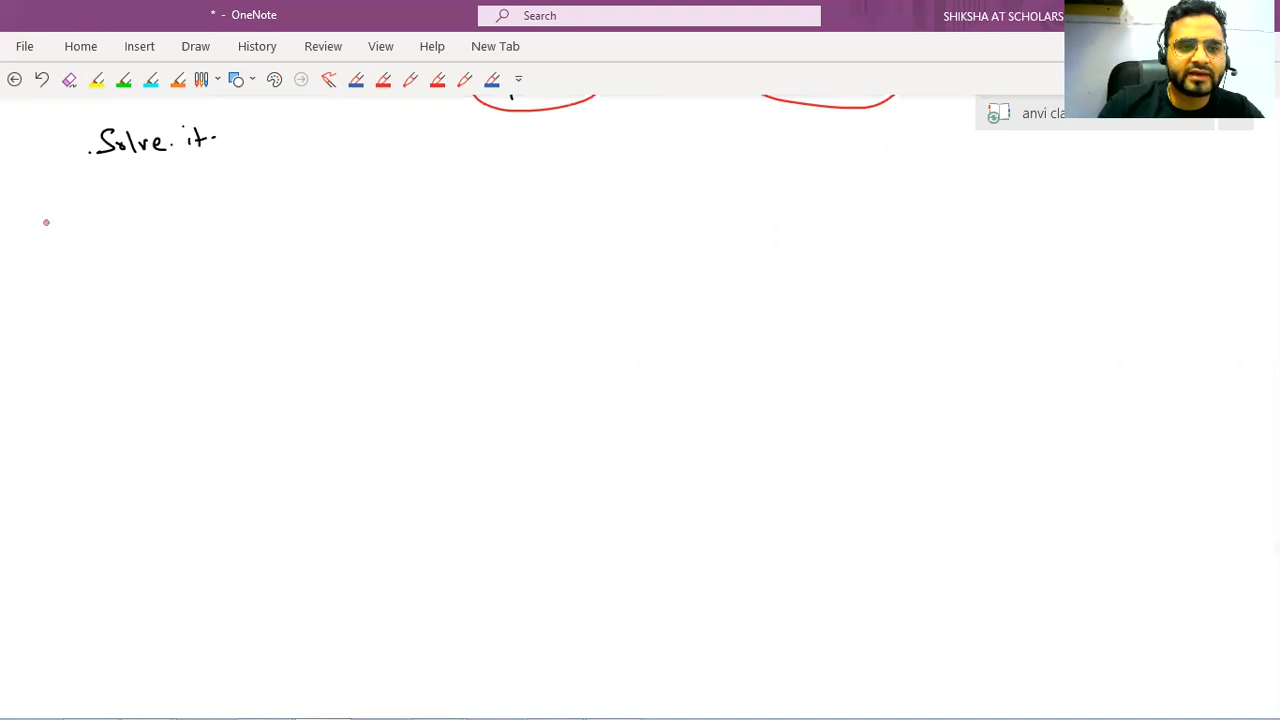 * - OneNote
Search
SHIKSHA AT SCHOLARS
File Home Insert Draw History Review View Help New Tab
anvi cla
.Solve. it.